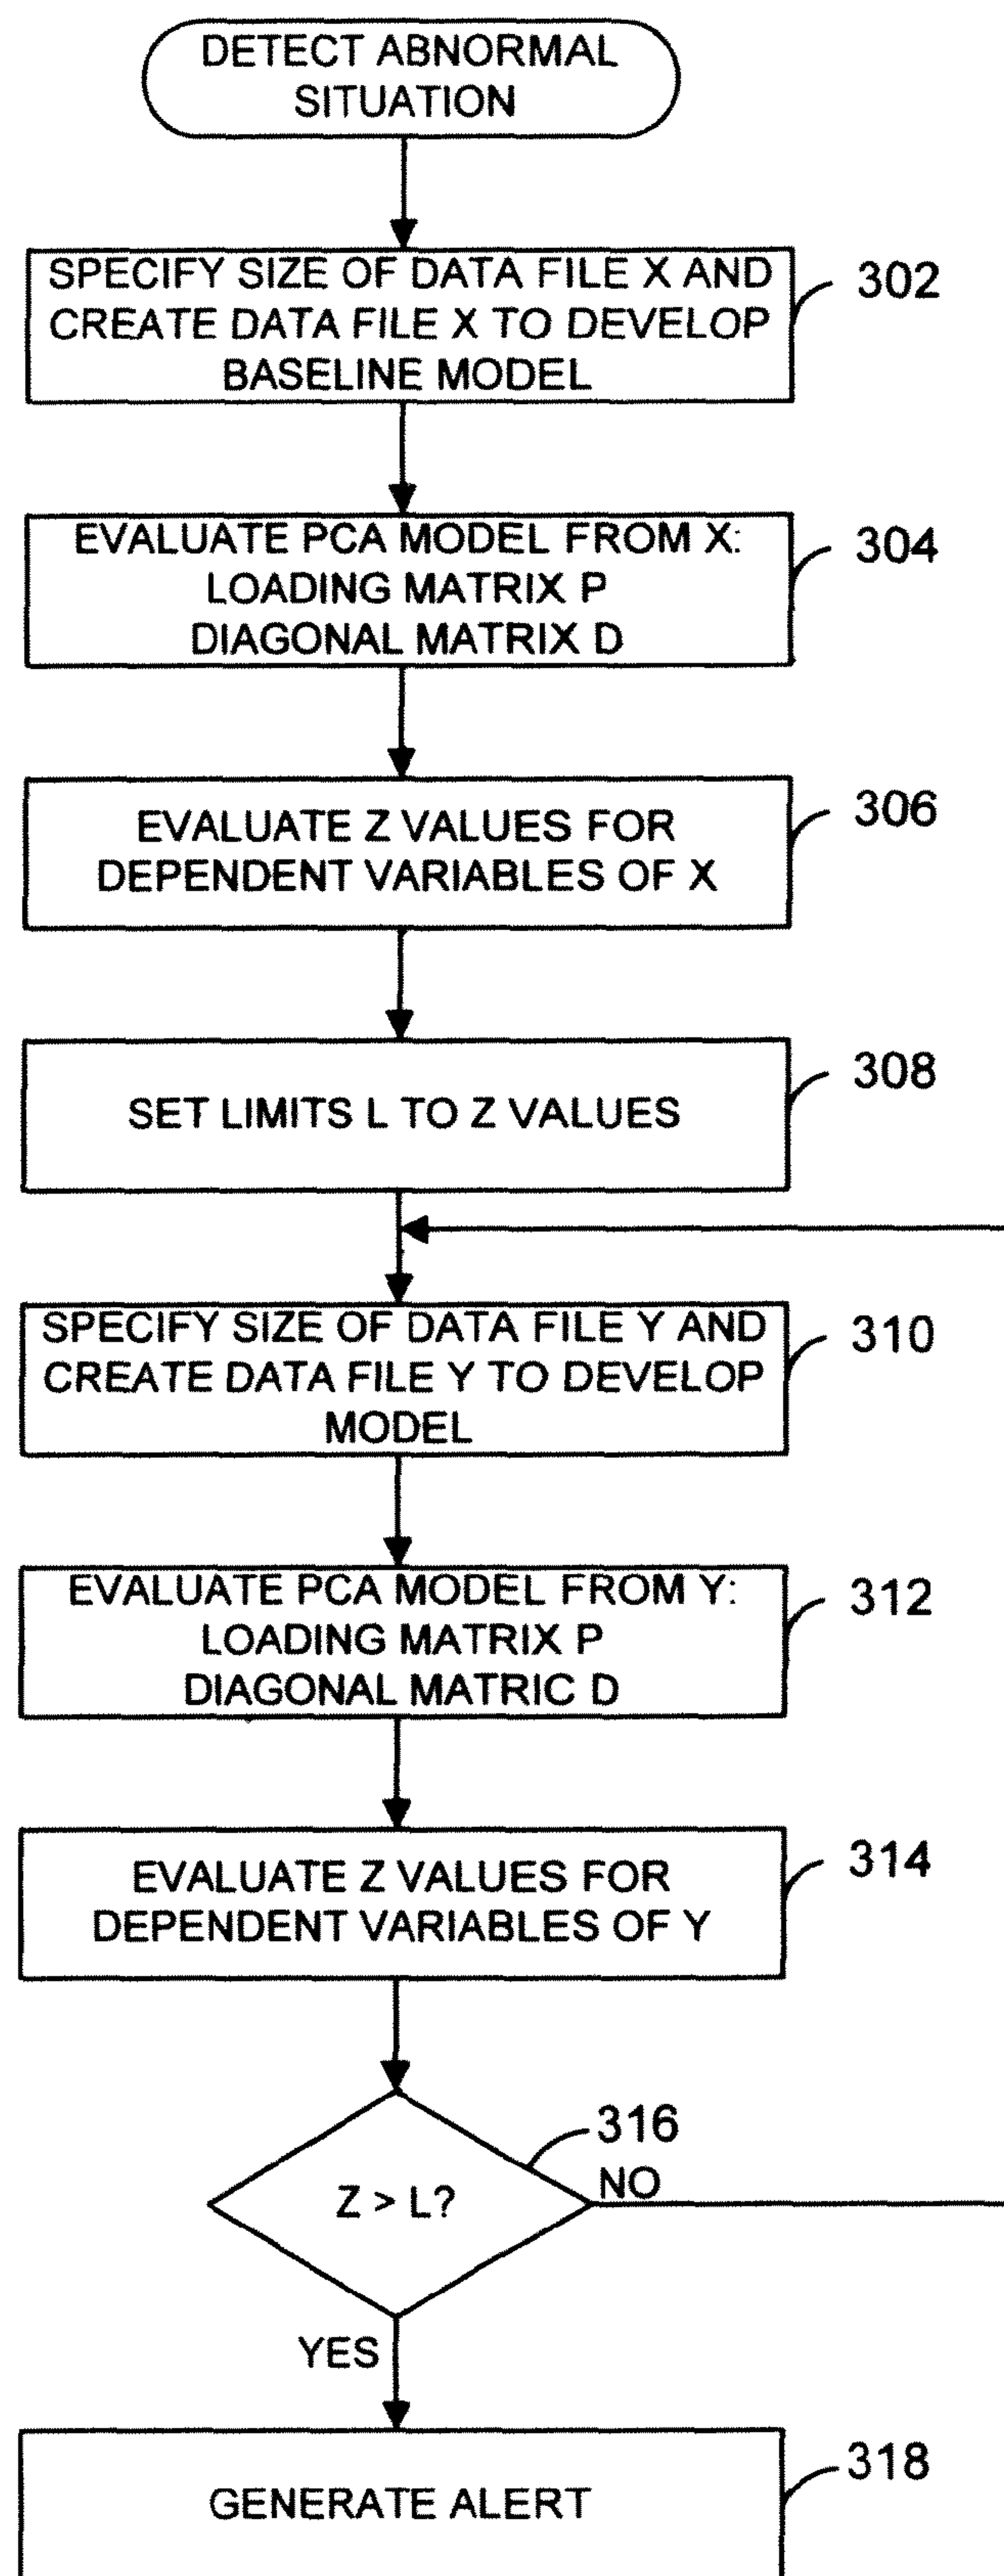 DETECT ABNORMAL
SITUATION
SPECIFY SIZE OF DATA FILE X AND
CREATE DATA FILE X TO DEVELOP
BASELINE MODEL
302
EVALUATE PCA MODEL FROM X:
LOADING MATRIX P
DIAGONAL MATRIX D
304
EVALUATE Z VALUES FOR
DEPENDENT VARIABLES OF X
306
SET LIMITS L TO Z VALUES
308
SPECIFY SIZE OF DATA FILE Y AND
CREATE DATA FILE Y TO DEVELOP
MODEL
310
EVALUATE PCA MODEL FROM Y:
LOADING MATRIX P
DIAGONAL MATRIC D
312
EVALUATE Z VALUES FOR
DEPENDENT VARIABLES OF Y
314
316
Z > L?
NO
YES
GENERATE ALERT
318